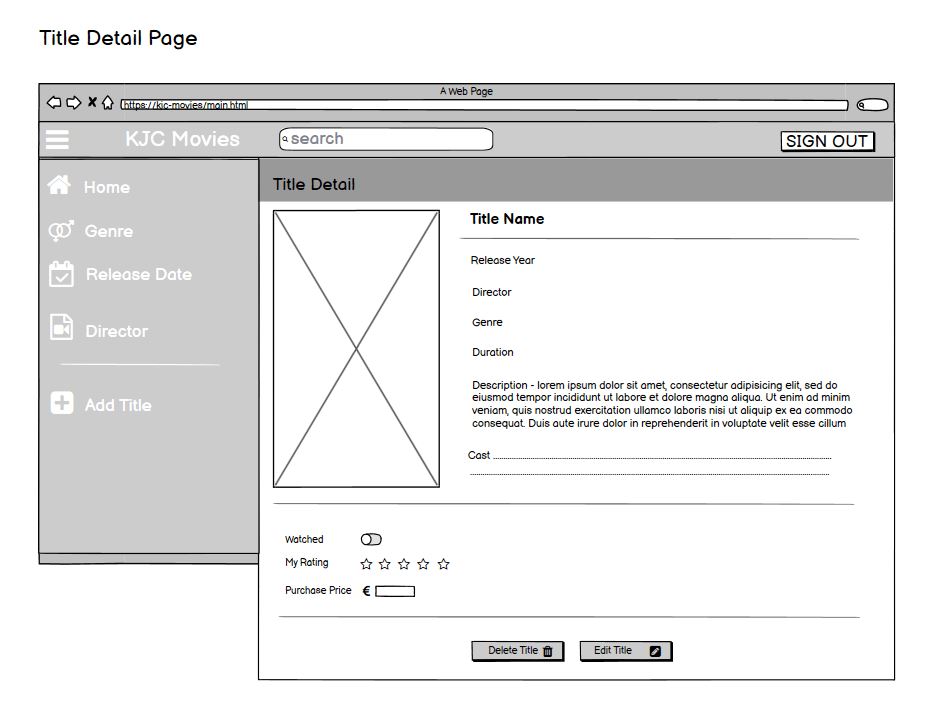 Title Detail Page
A Web Page
https://kjc-movies/main.html
KJC Movies
search
SIGN OUT
Home
Genre
Release Date
Director
Add Title
Title Detail
Title Name
Release Year
Director
Genre
Duration
Description - lorem ipsum dolor sit amet, consectetur adipisicing elit, sed do
eiusmod tempor incididunt ut labore et dolore magna aliqua. Ut enim ad minim
veniam, quis nostrud exercitation ullamco laboris nisi ut aliquip ex ea commodo
consequat. Duis aute irure dolor in reprehenderit in voluptate velit esse cillum
Cast ....................................................................
....................................................................
Watched
My Rating
Purchase Price €
Delete Title
Edit Title